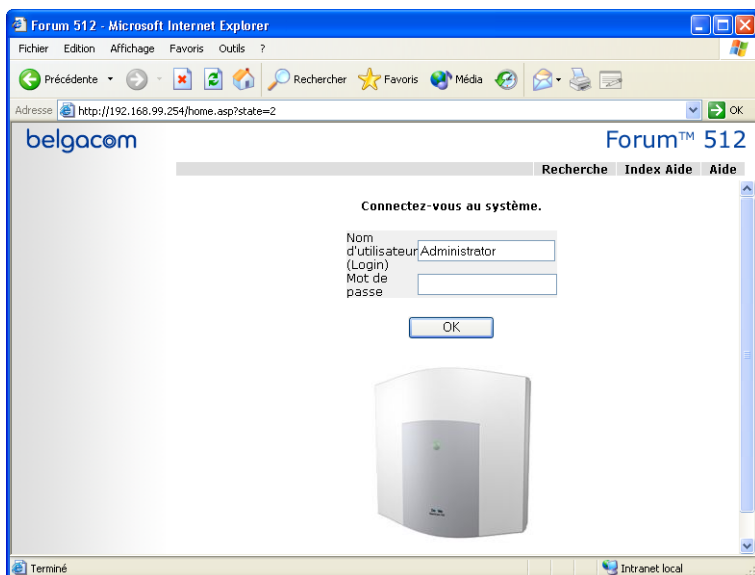 Forum 512 - Microsoft Internet Explorer
Fichier Edition Affichage Favoris Outils ?
Précédente Rechercher Favoris Média
Adresse http://192.168.99.254/home.asp?state=2 OK
belgacom Forum™ 512
Recherche Index Aide Aide
Connectez-vous au système.
Nom
d'utilisateur Administrator
(Login)
Mot de
passe
OK
Terminé Intranet local